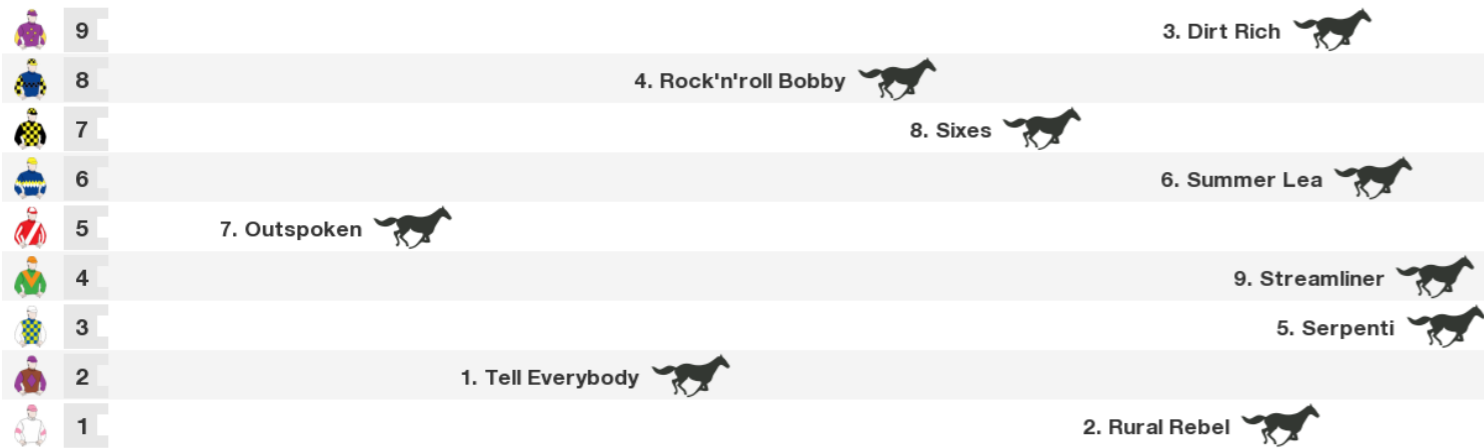 9 3. Dirt Rich
8 4. Rock'n'roll Bobby
7 8. Sixes
6 6. Summer Lea
5 7. Outspoken
4 9. Streamliner
3 5. Serpenti
2 1. Tell Everybody
1 2. Rural Rebel